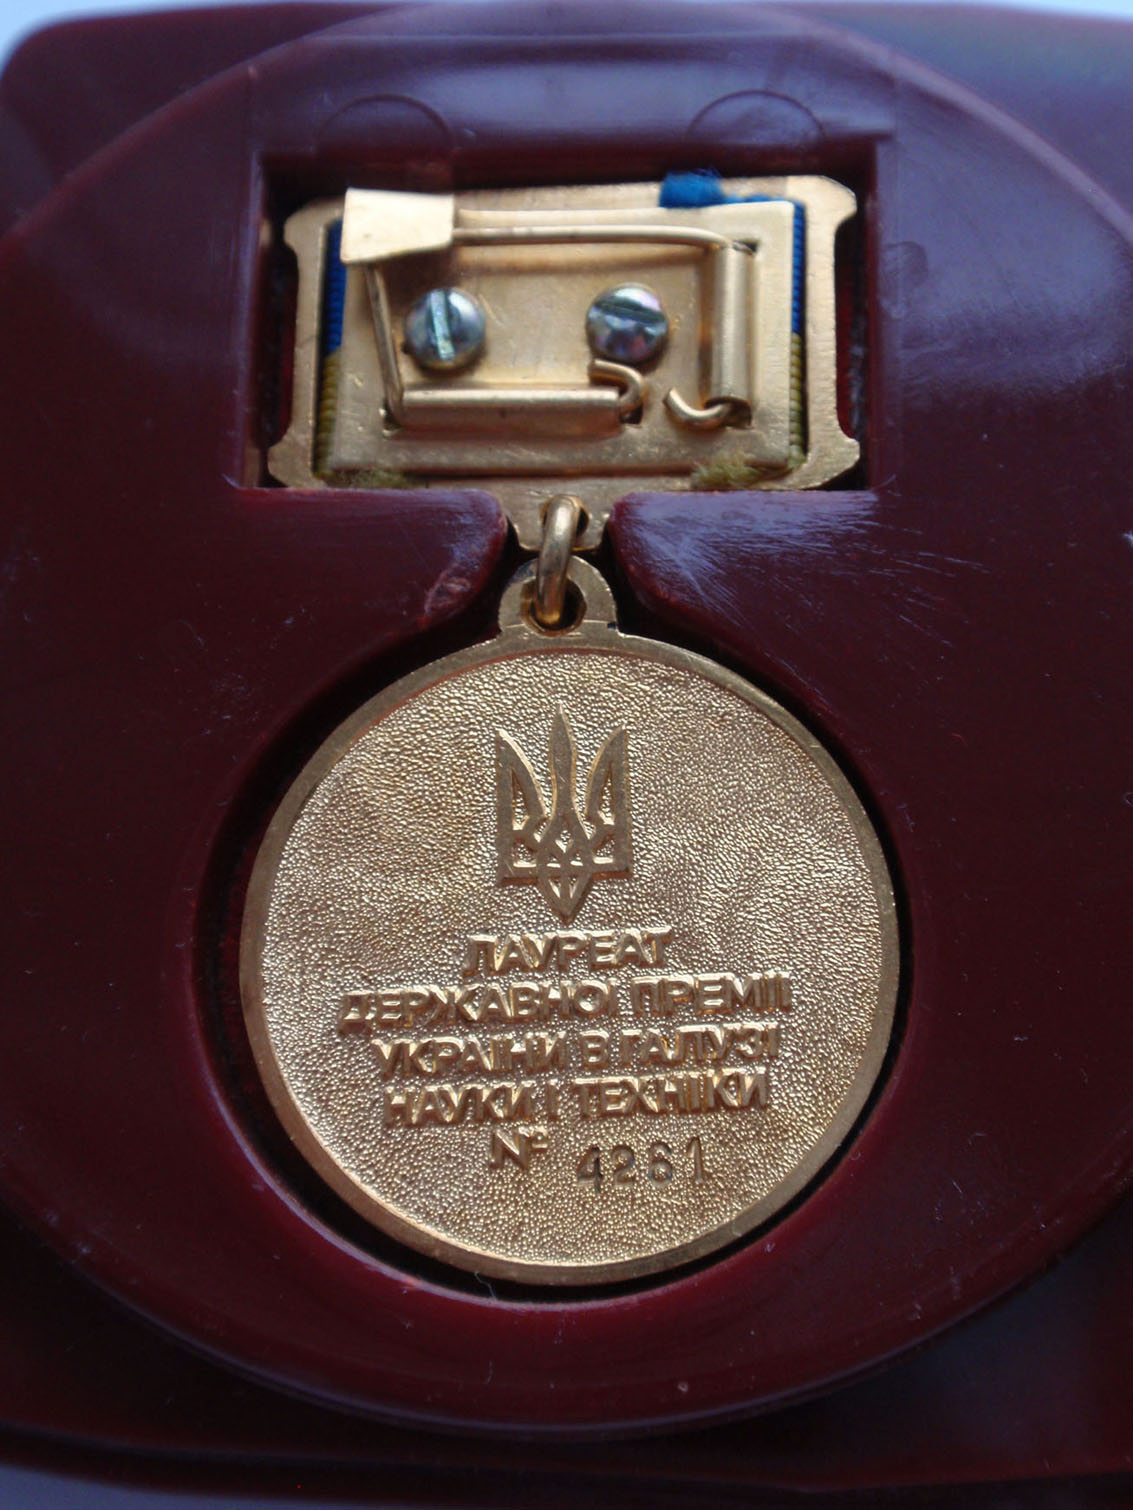 ЛАУРЕАТ
ДЕРЖАВНОЇ ПРЕМІЇ
УКРАЇНИ В ГАЛУЗІ
НАУКИ І ТЕХНІКИ
№ 4261